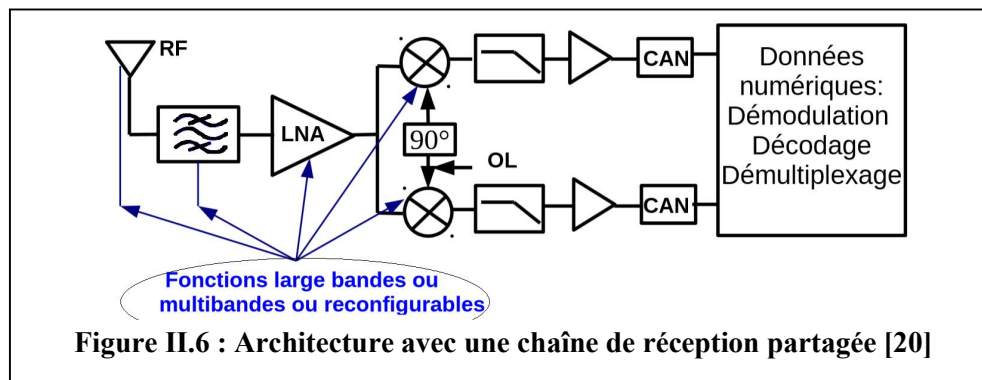 RF
LNA
90°
OL
CAN
CAN
Données
numériques:
Démodulation
Décodage
Démultiplexage
Fonctions large bandes ou
multibandes ou reconfigurables
Figure II.6 : Architecture avec une chaîne de réception partagée [20]